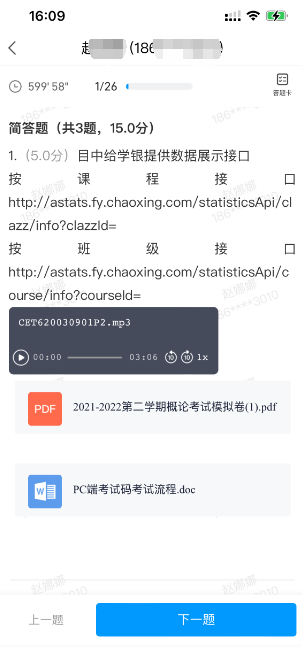 16:09
(186
599'58"
1/26
答题卡
简答题（共3题，15.0分）
1.（5.0分）目中给学银提供数据展示接口
按课程接口
http://astats.fy.chaoxing.com/statisticsApi/cl
azz/info?clazzId=
按班级接口
http://astats.fy.chaoxing.com/statisticsApi/c
ourse/info?courseId=
CET620030901P2.mp3
00:00
03:06
10
10
1x
PDF
2021-2022第二学期概论考试模拟卷(1).pdf
W
PC端考试码考试流程.doc
上一题
下一题